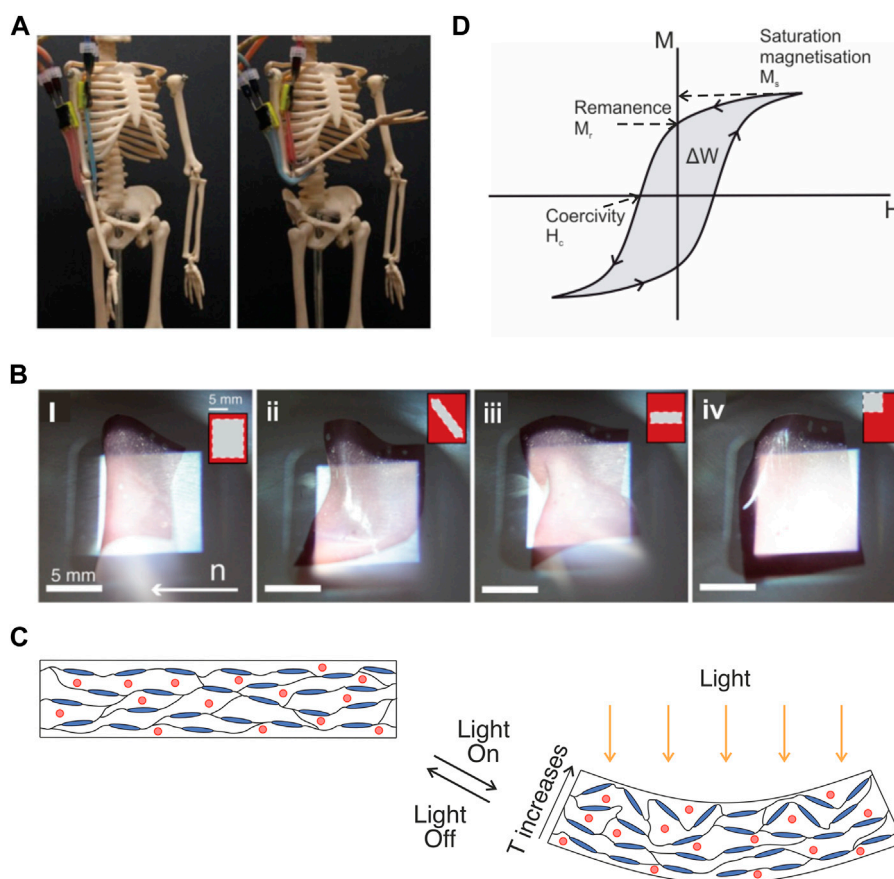 A
D
M
Saturation
magnetisation
Ms
Remanence
Mr
ΔW
H
Coercivity
Hc
B
I
5 mm
5 mm
n
ii
iii
iv
C
Light
On
Light
Off
Light
T increases